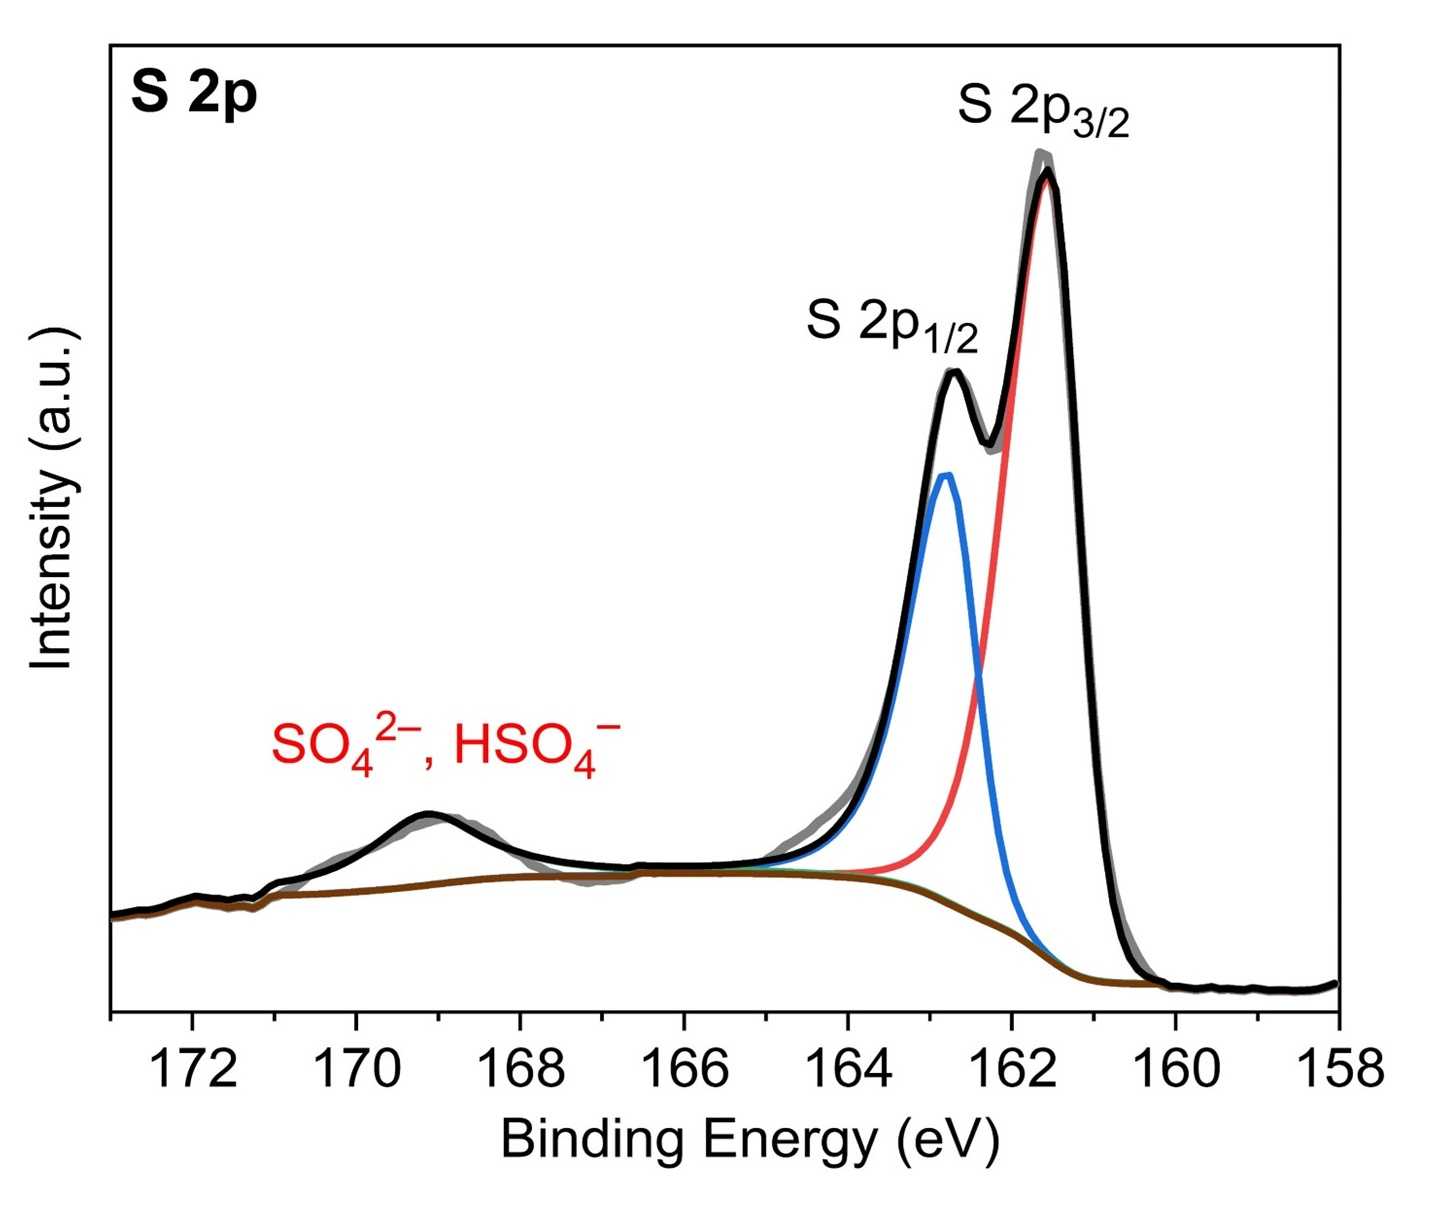 S 2p
S 2p3/2
S 2p1/2
SO4²⁻, HSO4⁻
Intensity (a.u.)
172 170 168 166 164 162 160 158
Binding Energy (eV)